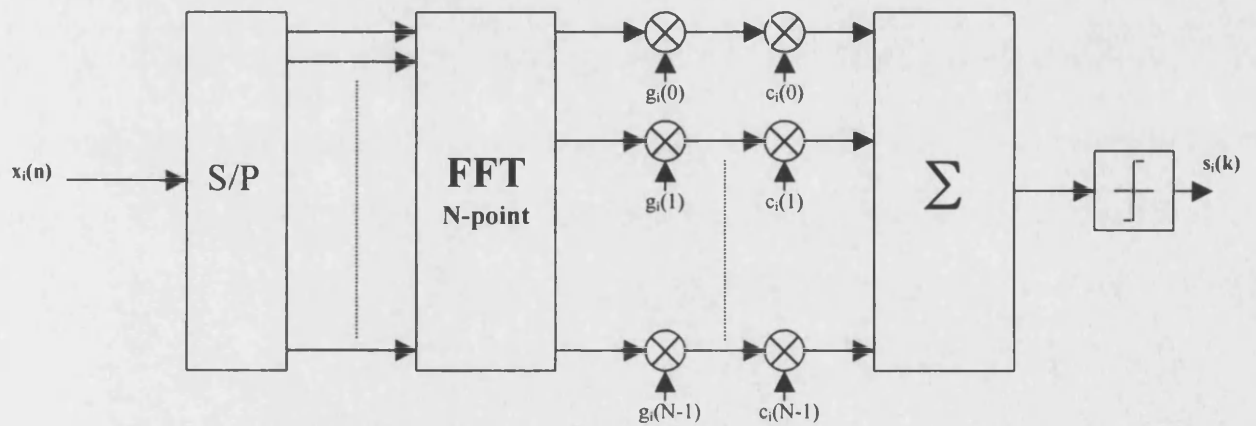 xᵢ(n)
S/P
FFT
N-point
gᵢ(0)
cᵢ(0)
gᵢ(1)
cᵢ(1)
gᵢ(N-1)
cᵢ(N-1)
Σ
sᵢ(k)